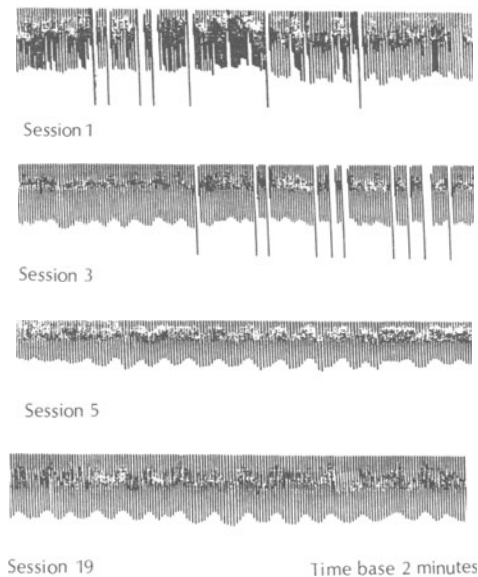 Session 1
Session 3
Session 5
Session 19
Time base 2 minutes